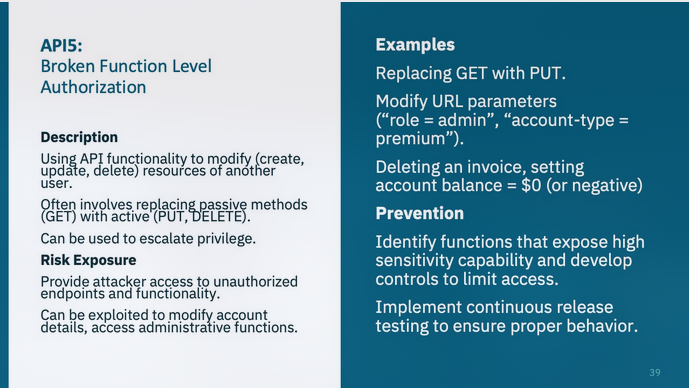 API5:
Broken Function Level
Authorization
Description
Using API functionality to modify (create,
update, delete) resources of another
user.
Often involves replacing passive methods
(GET) with active (PUT, DELETE).
Can be used to escalate privilege.
Risk Exposure
Provide attacker access to unauthorized
endpoints and functionality.
Can be exploited to modify account
details, access administrative functions.
Examples
Replacing GET with PUT.
Modify URL parameters
(“role = admin”, “account-type =
premium”).
Deleting an invoice, setting
account balance = $0 (or negative)
Prevention
Identify functions that expose high
sensitivity capability and develop
controls to limit access.
Implement continuous release
testing to ensure proper behavior.
39